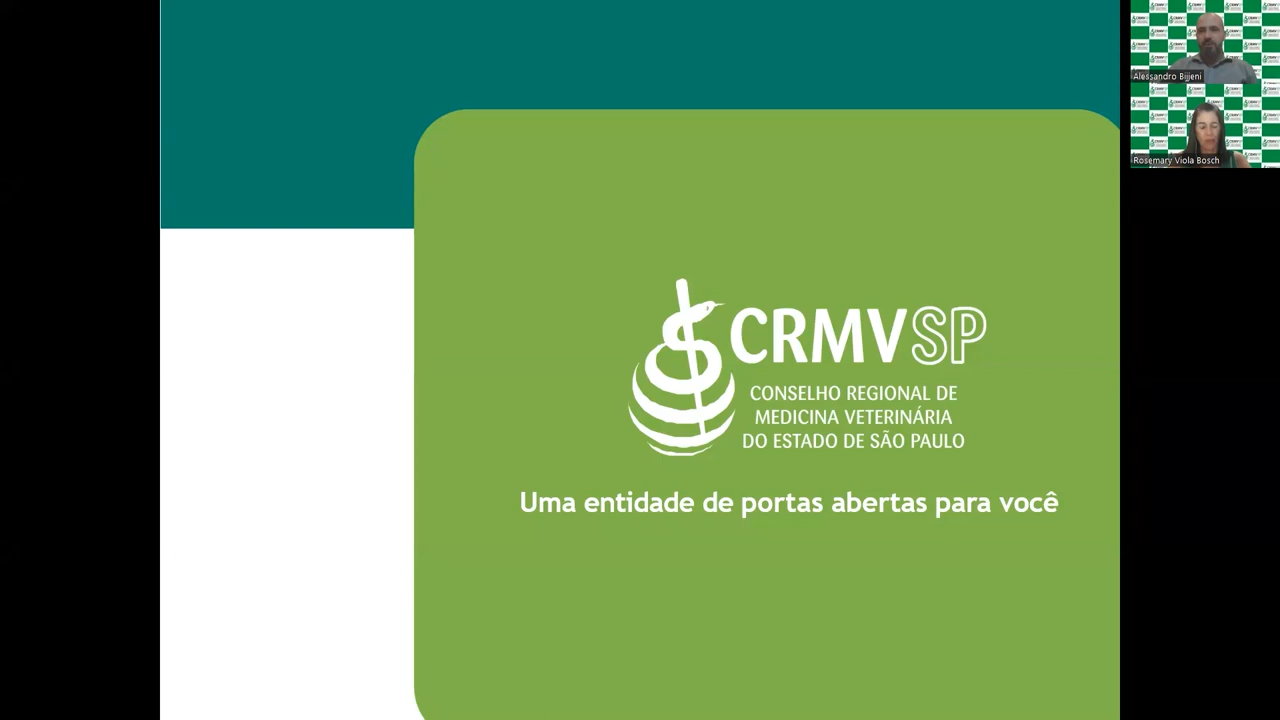 CRMVSP
CONSELHO REGIONAL DE
MEDICINA VETERINÁRIA
DO ESTADO DE SÃO PAULO
Uma entidade de portas abertas para você
Alessandro Bijjeni
Rosemary Viola Bosch